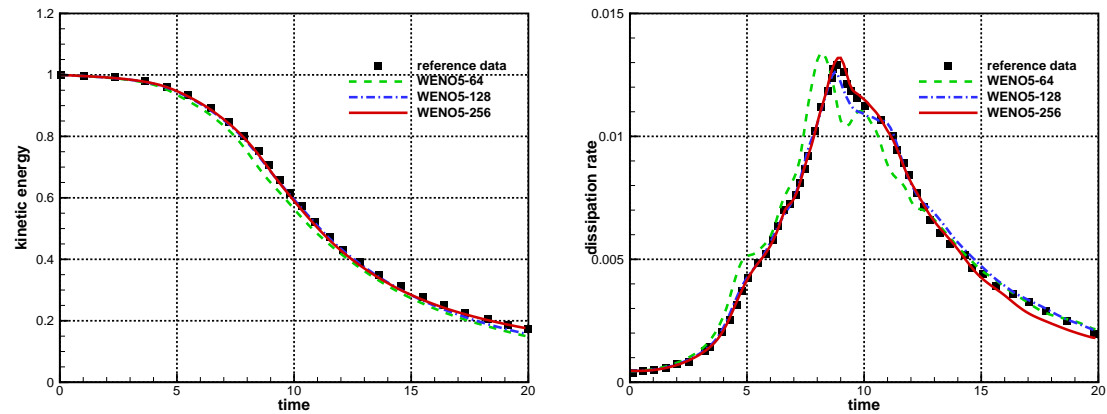 kinetic energy
1.2
1
0.8
0.6
0.4
0.2
0
0 5 10 15 20
time
reference data
WENO5-64
WENO5-128
WENO5-256
dissipation rate
0.015
0.01
0.005
0
0 5 10 15 20
time
reference data
WENO5-64
WENO5-128
WENO5-256